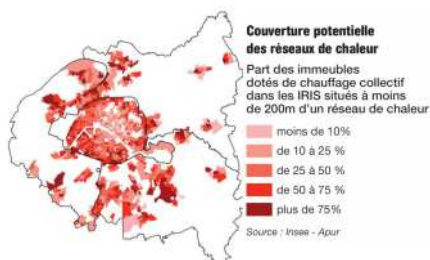 Couverture potentielle
des réseaux de chaleur
Part des immeubles
dotés de chauffage collectif
dans les IRIS situés à moins
de 200m d'un réseau de chaleur
moins de 10%
de 10 à 25 %
de 25 à 50 %
de 50 à 75 %
plus de 75%
Source : Insee - Apur